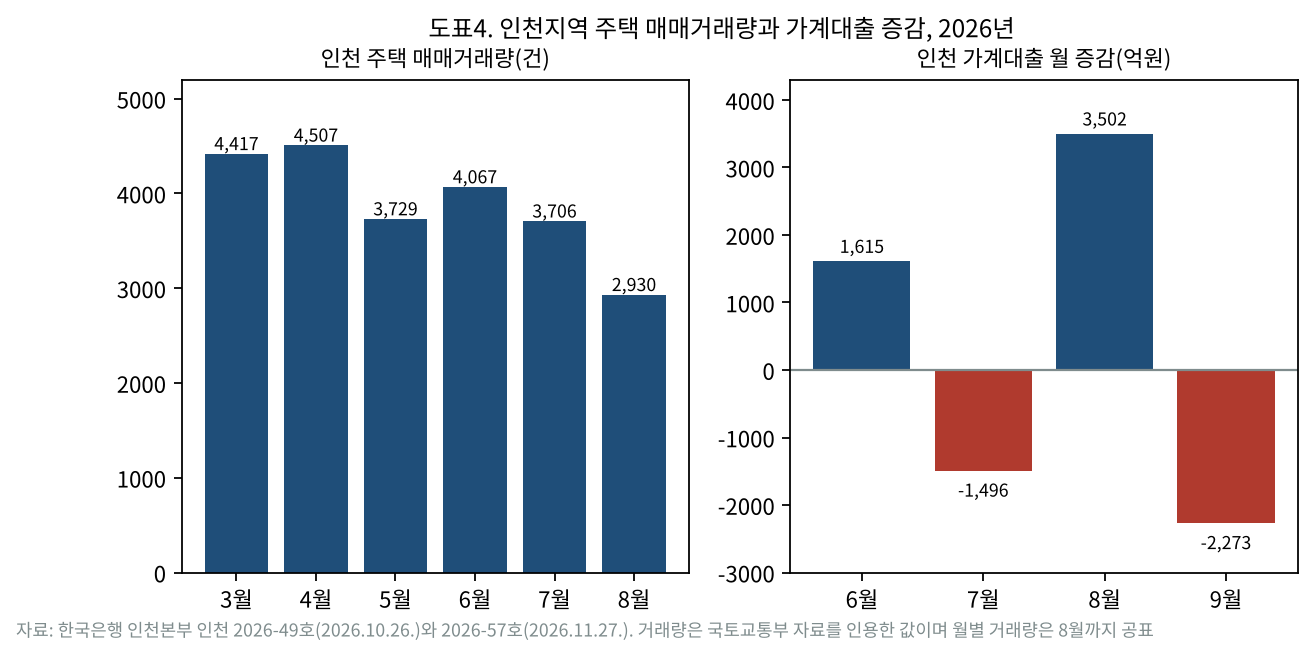 도표4. 인천지역 주택 매매거래량과 가계대출 증감, 2026년
인천 주택 매매거래량(건)
5000
4000
3000
2000
1000
0
4,417
4,507
3,729
4,067
3,706
2,930
3월
4월
5월
6월
7월
8월
인천 가계대출 월 증감(억원)
4000
3000
2000
1000
0
-1000
-2000
-3000
1,615
-1,496
3,502
-2,273
6월
7월
8월
9월
자료: 한국은행 인천본부 인천 2026-49호(2026.10.26.)와 2026-57호(2026.11.27.). 거래량은 국토교통부 자료를 인용한 값이며 월별 거래량은 8월까지 공표